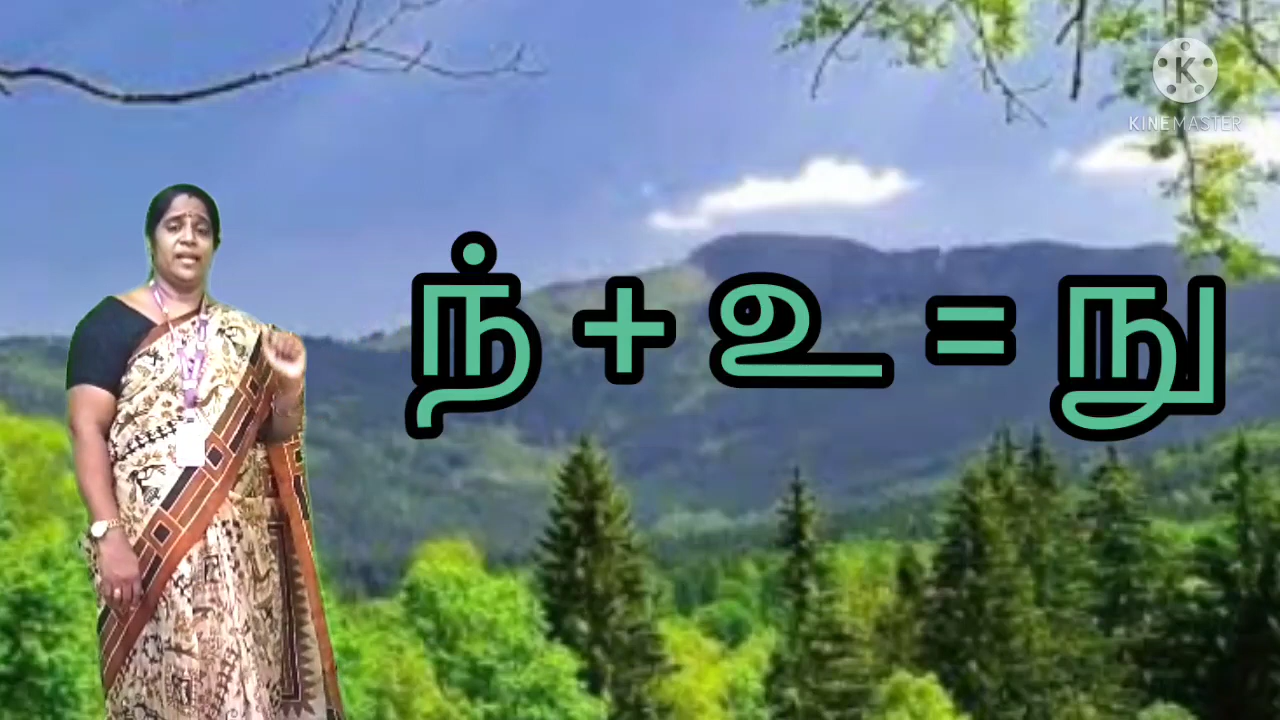 KINEMASTER
ந் + உ = நு